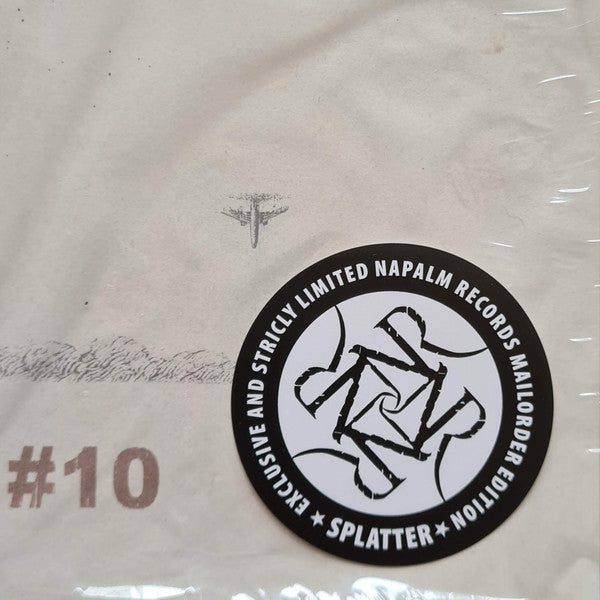 #10
EXCLUSIVE AND STRICLY LIMITED NAPALM RECORDS MAILORDER EDITION
★ SPLATTER ★